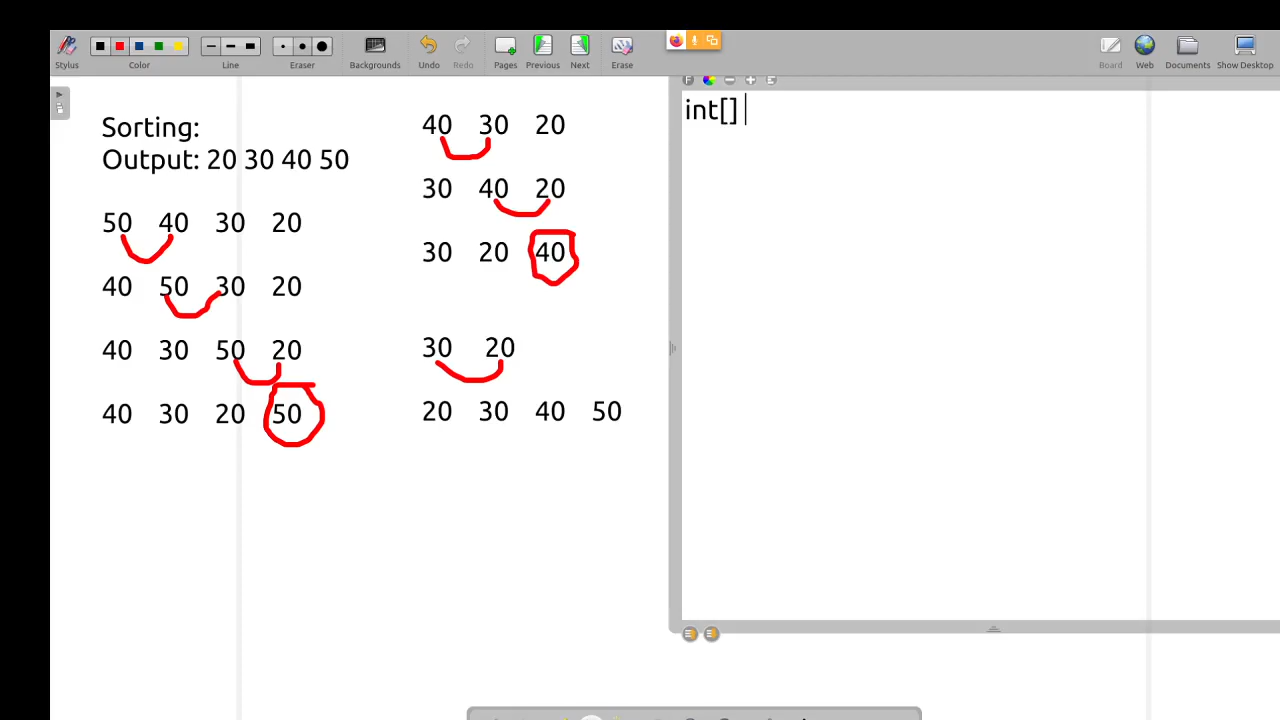 Stylus Color Line Eraser Backgrounds Undo Redo Pages Previous Next Erase Board Web Documents Show Desktop
Sorting:
Output: 20 30 40 50
50 40 30 20
40 50 30 20
40 30 50 20
40 30 20 50
40 30 20
30 40 20
30 20 40
30 20
20 30 40 50
int[]